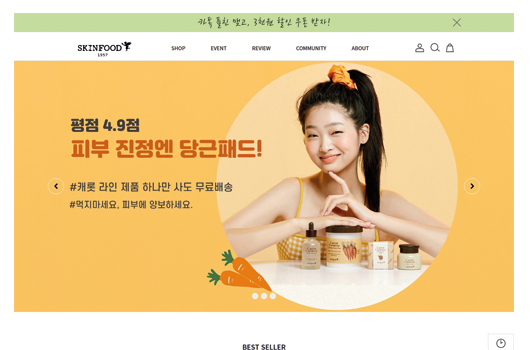 카톡 플친 맺고, 3천원 할인 쿠폰 받자!
SKINFOOD
1957
SHOP
EVENT
REVIEW
COMMUNITY
ABOUT
평점 4.9점
피부 진정엔 당근패드!
#캐롯 라인 제품 하나만 사도 무료배송
#먹지마세요, 피부에 양보하세요.
BEST SELLER